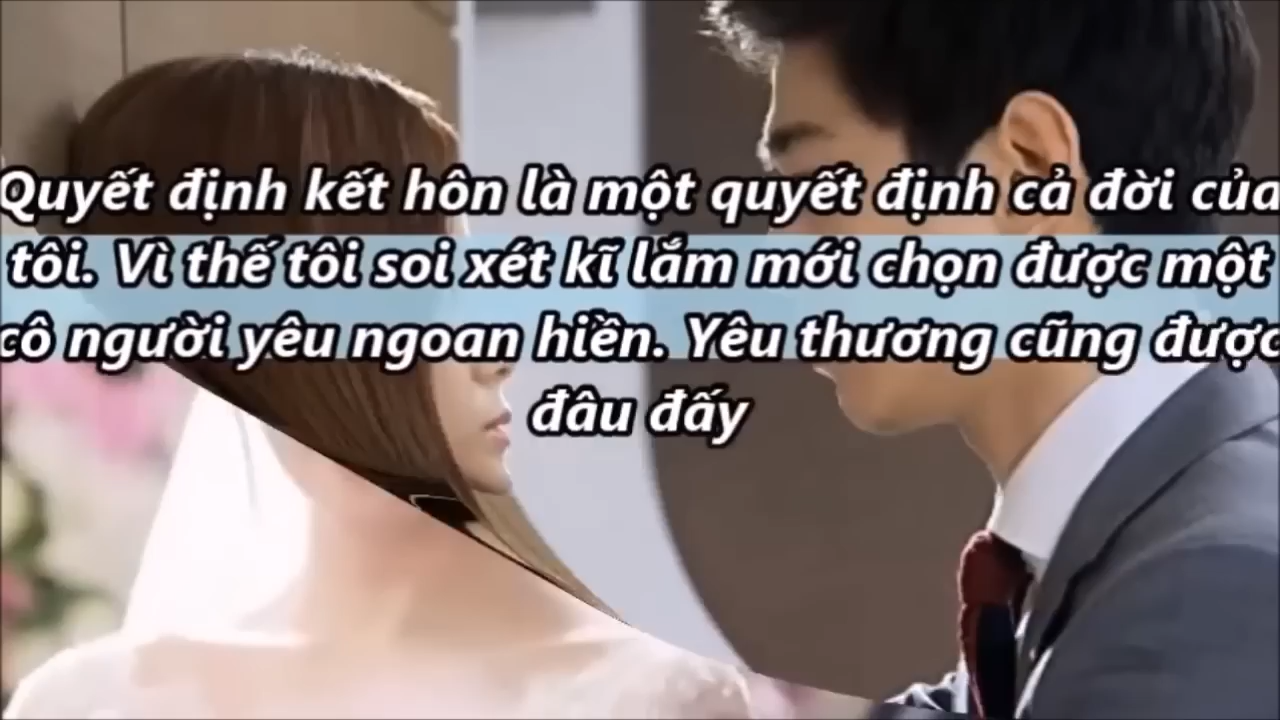 Quyết định kết hôn là một quyết định cả đời của
tôi. Vì thế tôi soi xét kĩ lắm mới chọn được một
cô người yêu ngoan hiền. Yêu thương cũng được
đâu đấy